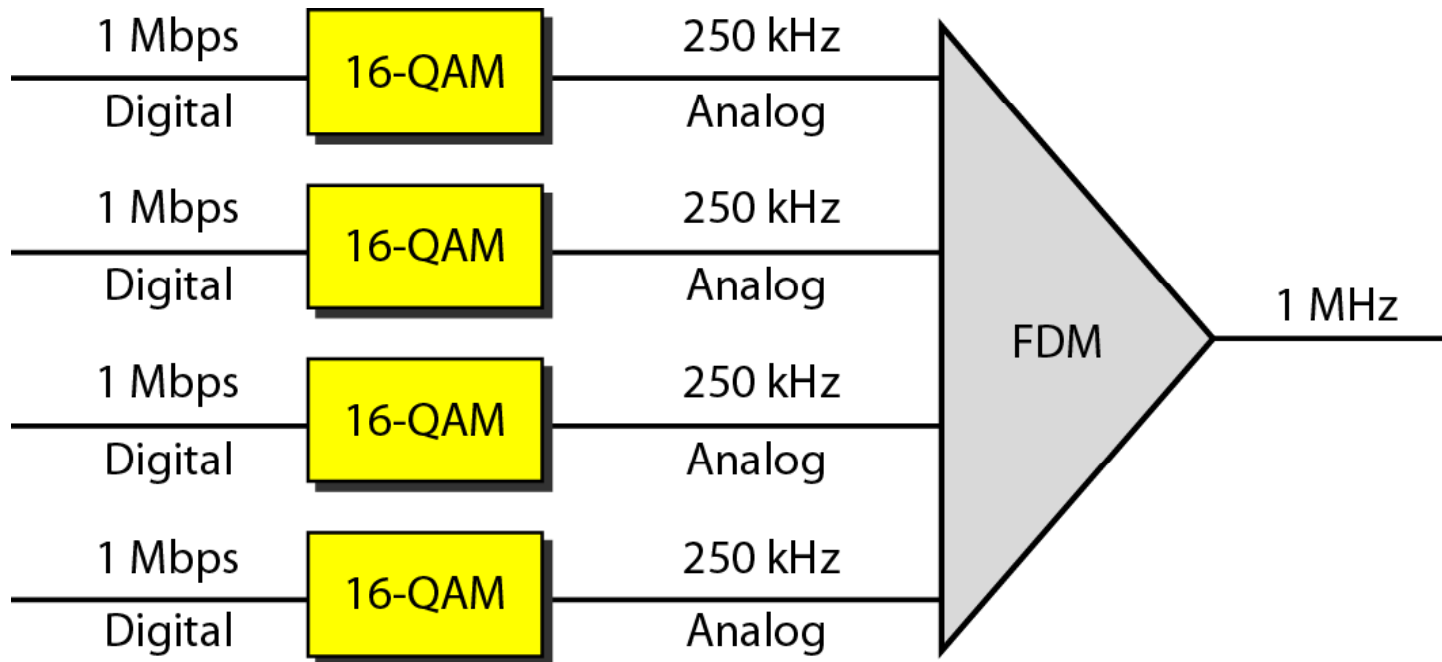 1 Mbps
16-QAM
250 kHz
Digital
Analog
1 Mbps
16-QAM
250 kHz
Digital
Analog
1 MHz
FDM
1 Mbps
16-QAM
250 kHz
Digital
Analog
1 Mbps
16-QAM
250 kHz
Digital
Analog